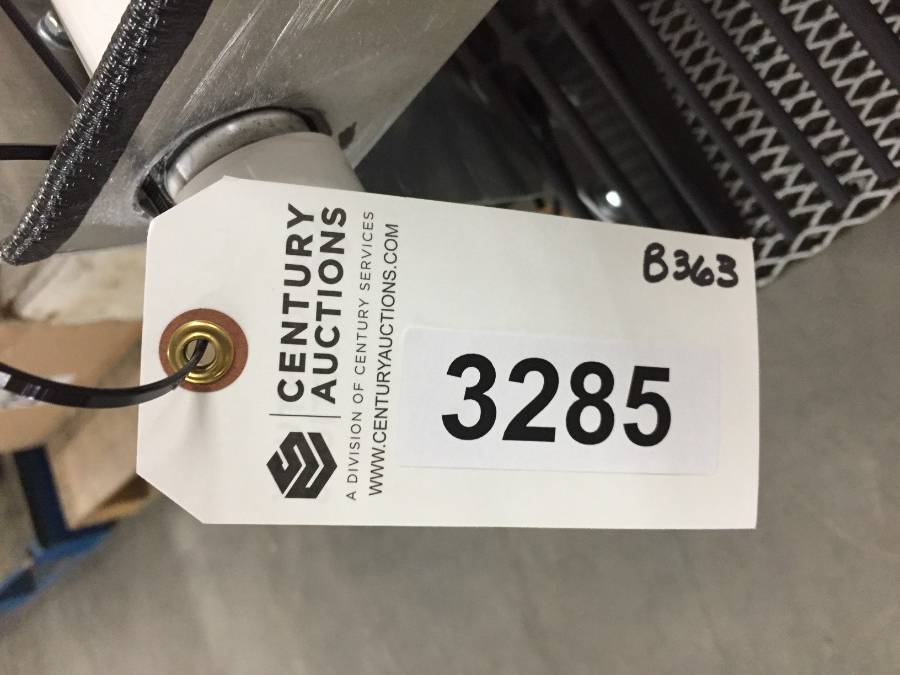 CENTURY
AUCTIONS
A DIVISION OF CENTURY SERVICES
WWW.CENTURYAUCTIONS.COM
B363
3285